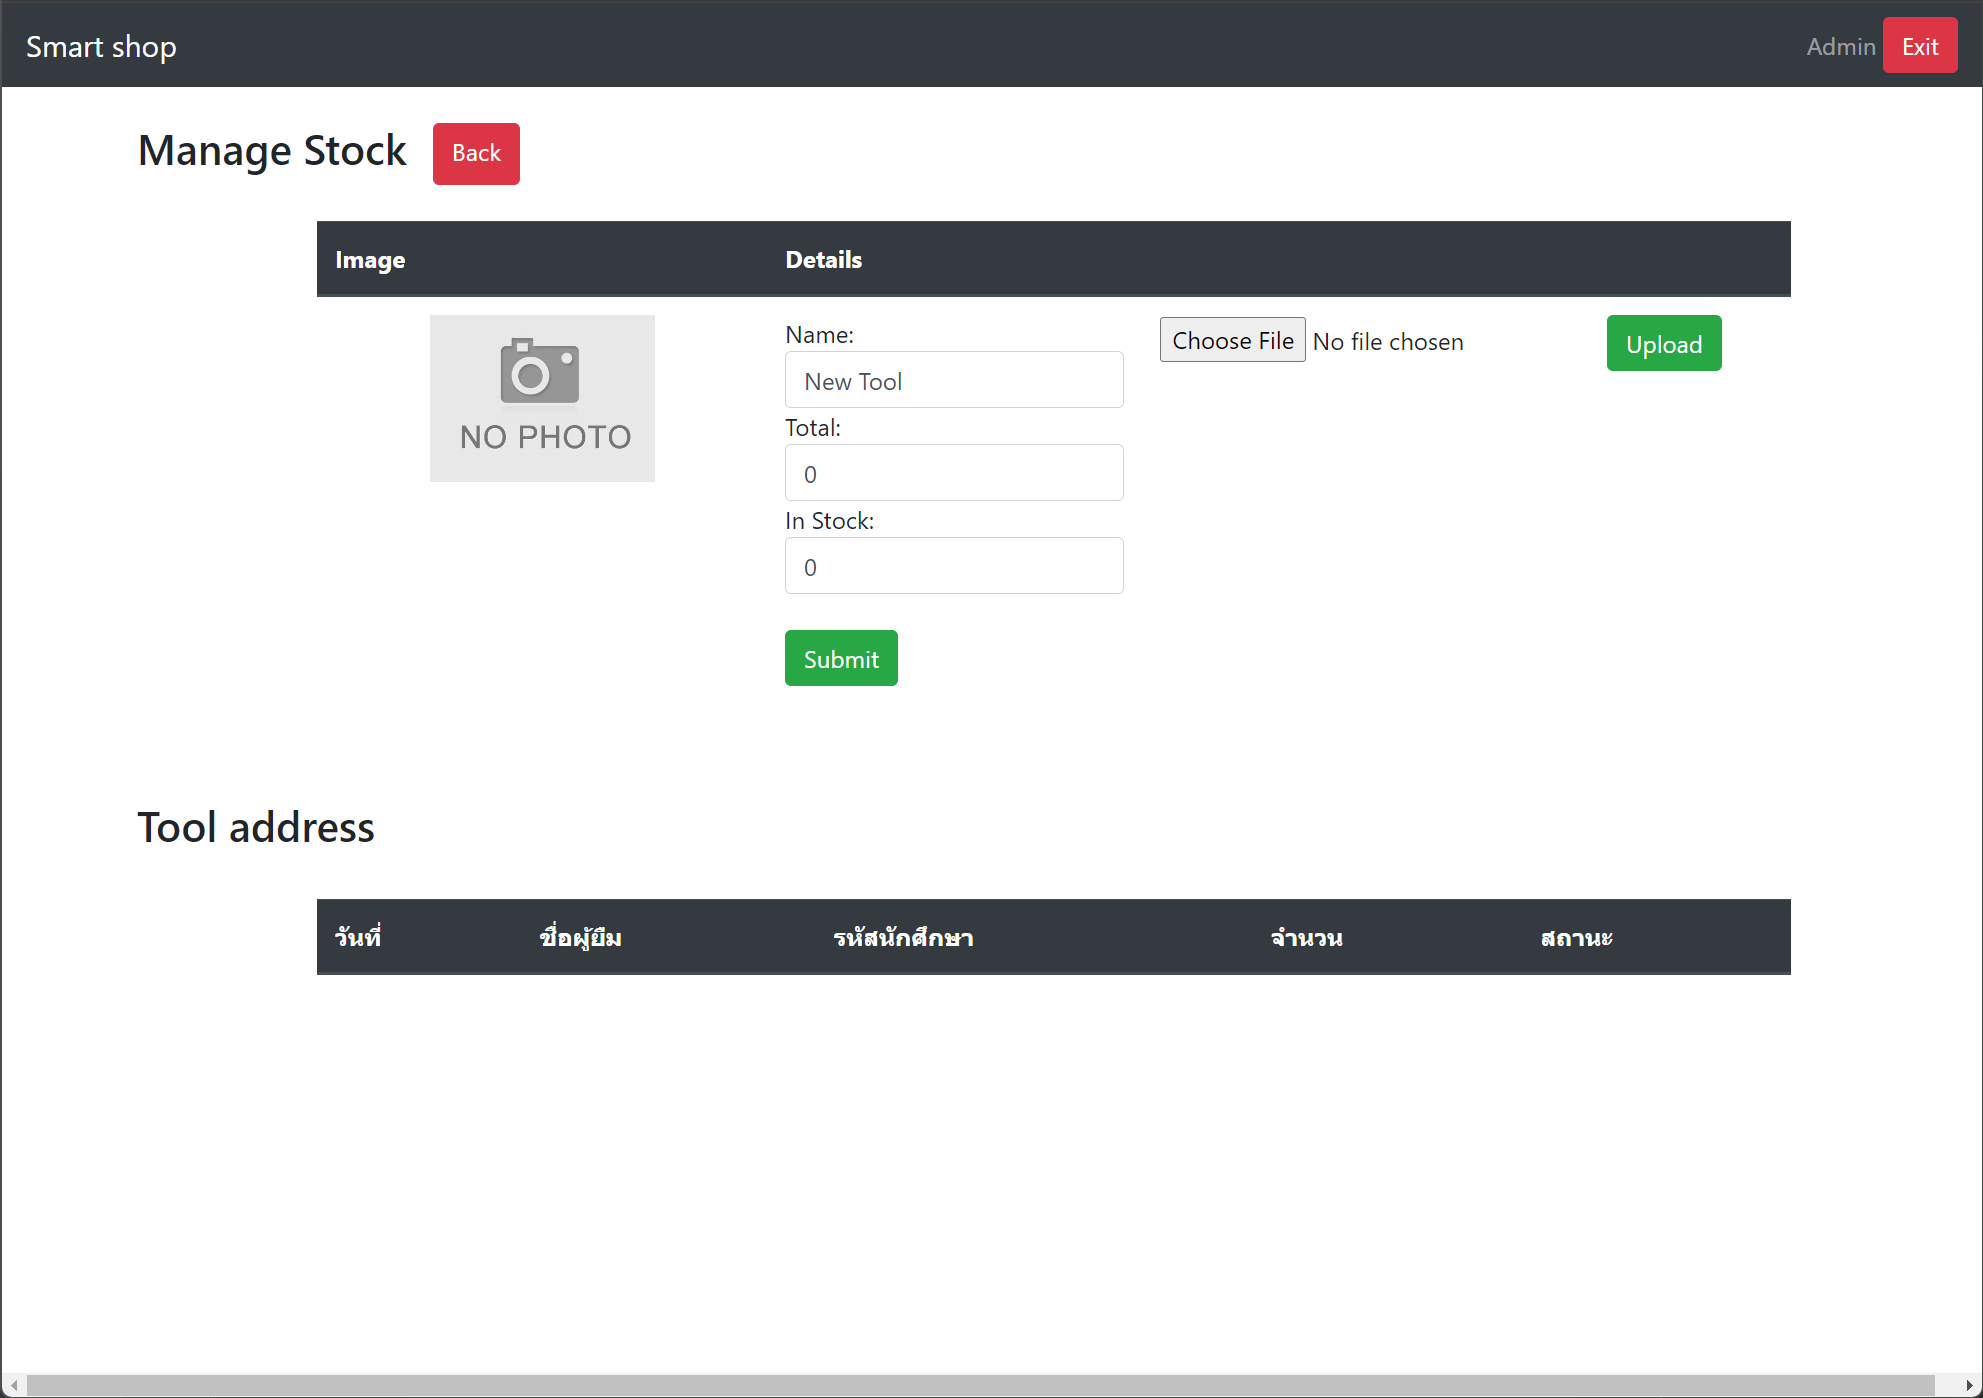 Smart shop
Admin Exit
Manage Stock Back
Image Details
Name:
Choose File No file chosen Upload
New Tool
NO PHOTO
Total:
0
In Stock:
0
Submit
Tool address
วันที่ ชื่อผู้ยืม รหัสนักศึกษา จำนวน สถานะ